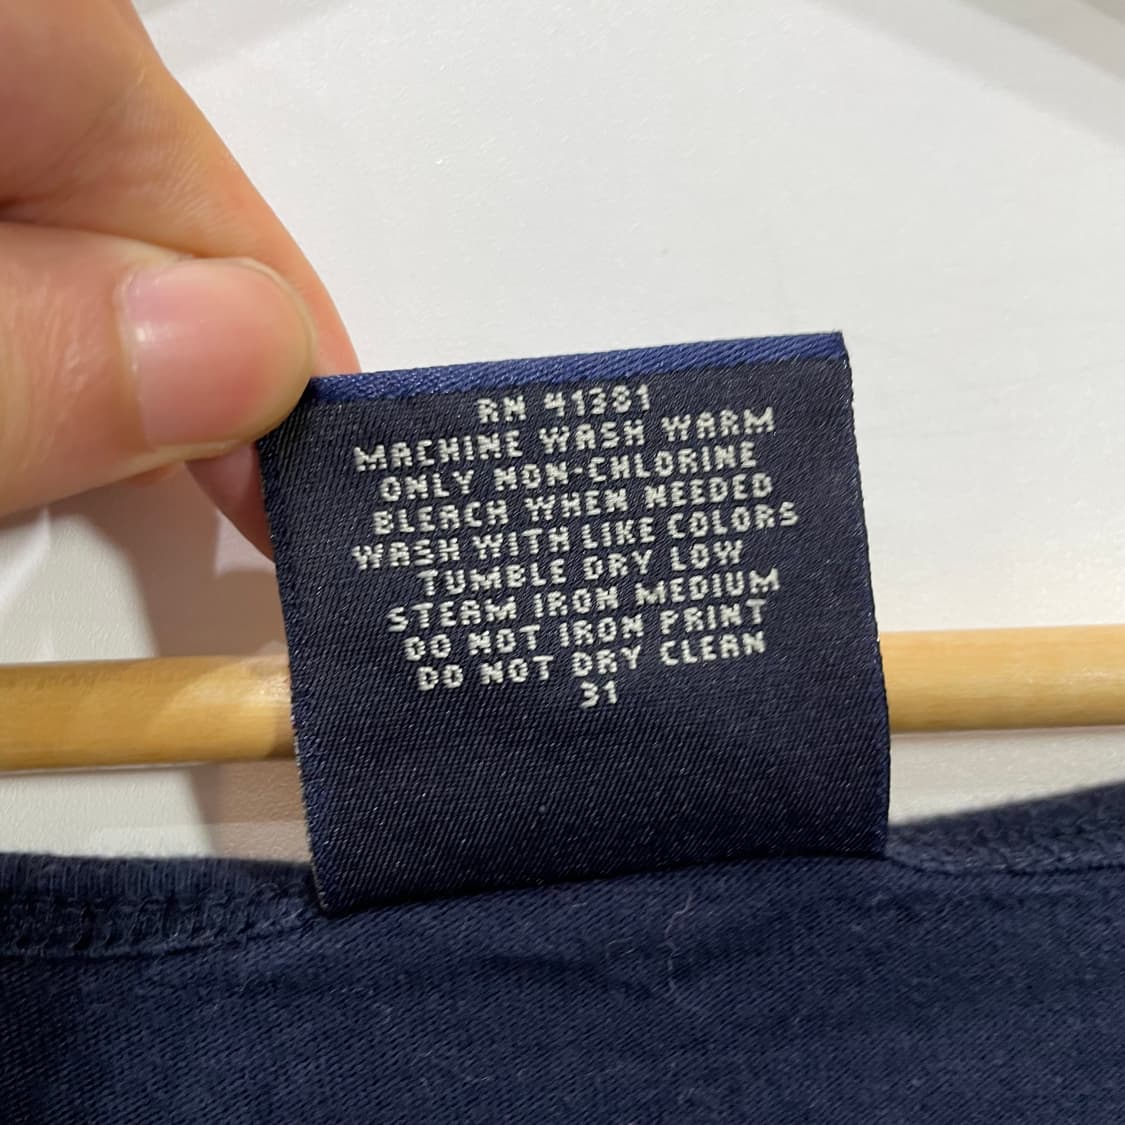 RN 41381
MACHINE WASH WARM
ONLY NON-CHLORINE
BLEACH WHEN NEEDED
WASH WITH LIKE COLORS
TUMBLE DRY LOW
STEAM IRON MEDIUM
DO NOT IRON PRINT
DO NOT DRY CLEAN
31